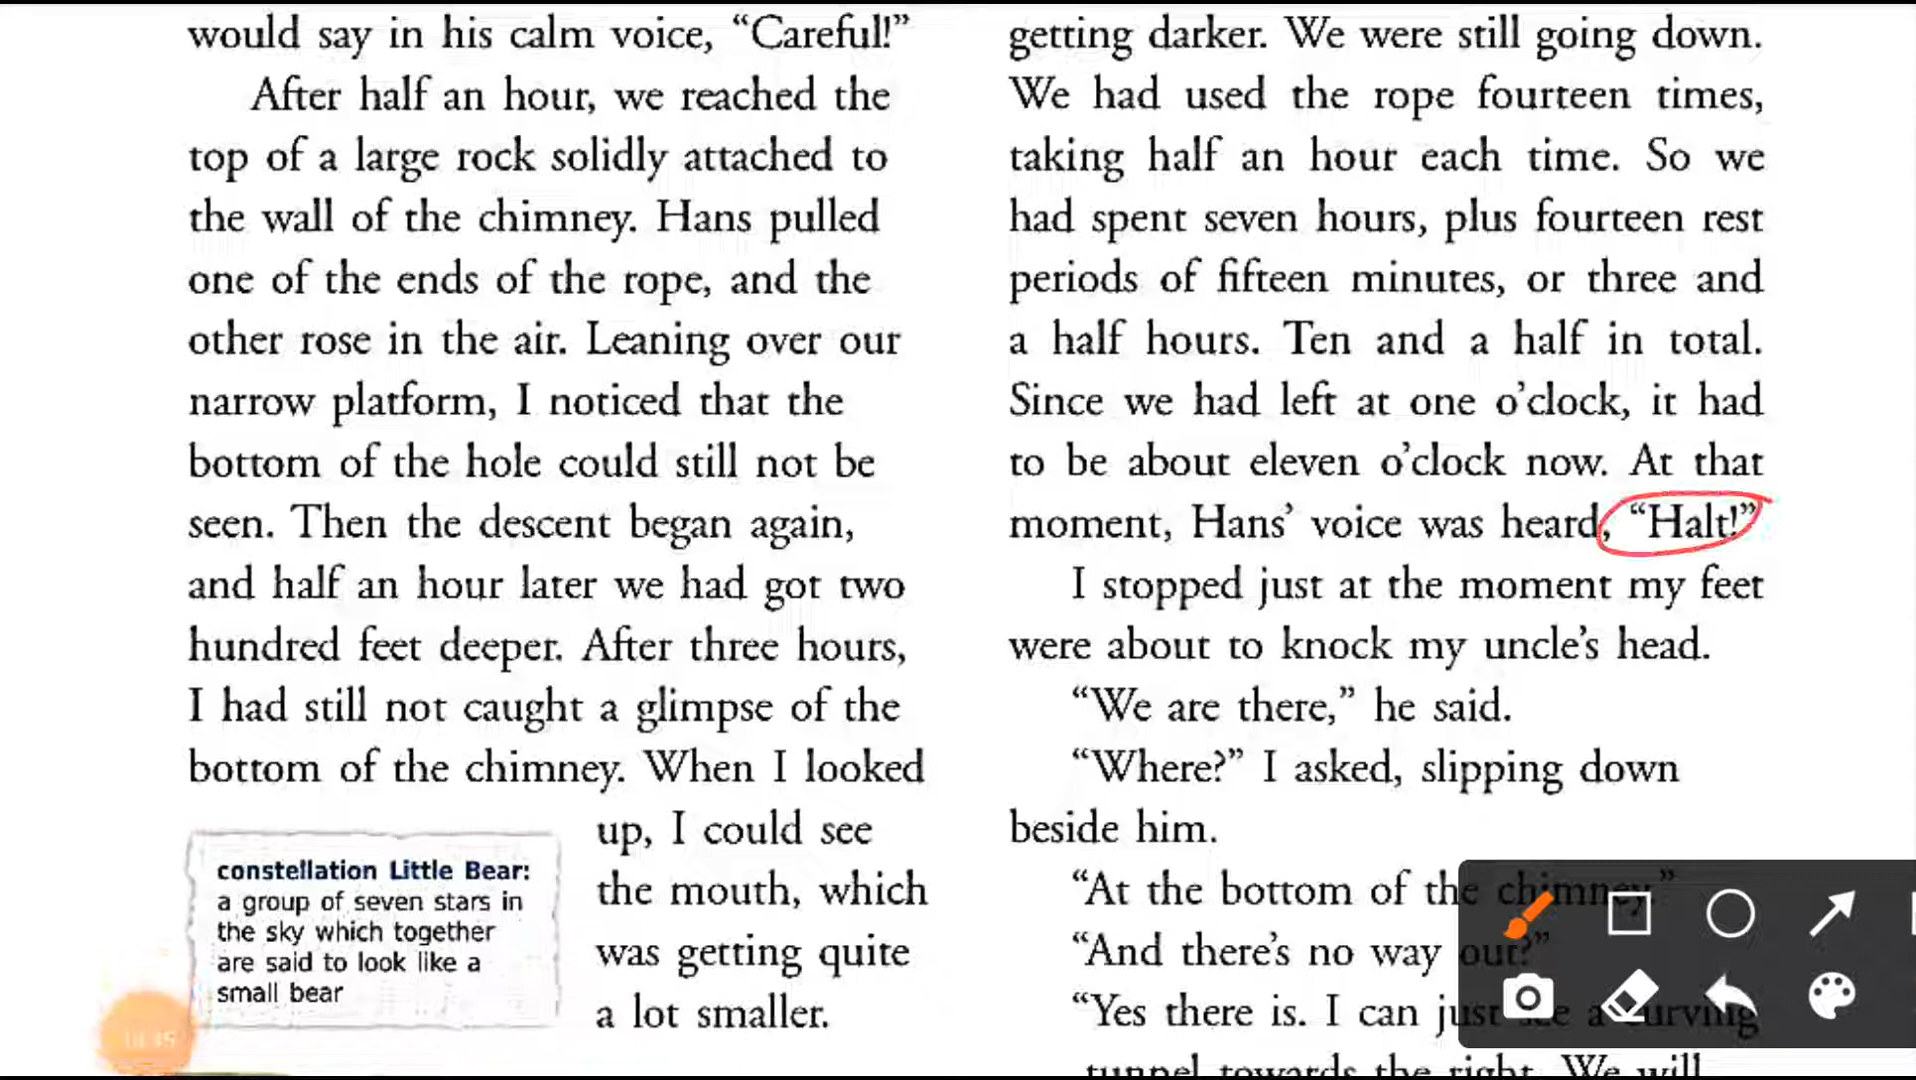 would say in his calm voice, “Careful!”
After half an hour, we reached the
top of a large rock solidly attached to
the wall of the chimney. Hans pulled
one of the ends of the rope, and the
other rose in the air. Leaning over our
narrow platform, I noticed that the
bottom of the hole could still not be
seen. Then the descent began again,
and half an hour later we had got two
hundred feet deeper. After three hours,
I had still not caught a glimpse of the
bottom of the chimney. When I looked
up, I could see
the mouth, which
was getting quite
a lot smaller.
constellation Little Bear:
a group of seven stars in
the sky which together
are said to look like a
small bear
getting darker. We were still going down.
We had used the rope fourteen times,
taking half an hour each time. So we
had spent seven hours, plus fourteen rest
periods of fifteen minutes, or three and
a half hours. Ten and a half in total.
Since we had left at one o’clock, it had
to be about eleven o’clock now. At that
moment, Hans’ voice was heard, “Halt!”
I stopped just at the moment my feet
were about to knock my uncle’s head.
“We are there,” he said.
“Where?” I asked, slipping down
beside him.
“At the bottom of the chimney.”
“And there’s no way out?”
“Yes there is. I can just see a curving
tunnel towards the right. We will